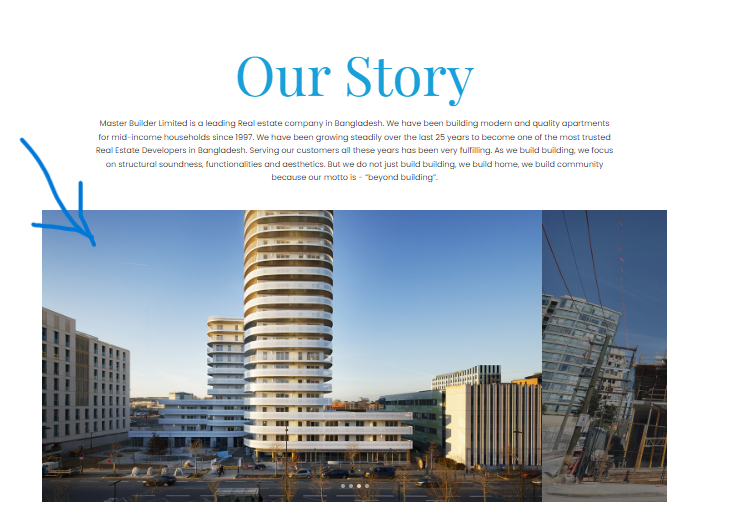 Our Story
Master Builder Limited is a leading Real estate company in Bangladesh. We have been building modern and quality apartments
for mid-income households since 1997. We have been growing steadily over the last 25 years to become one of the most trusted
Real Estate Developers in Bangladesh. Serving our customers all these years has been very fulfilling. As we build building, we focus
on structural soundness, functionalities and aesthetics. But we do not just build building, we build home, we build community
because our motto is - “beyond building”.